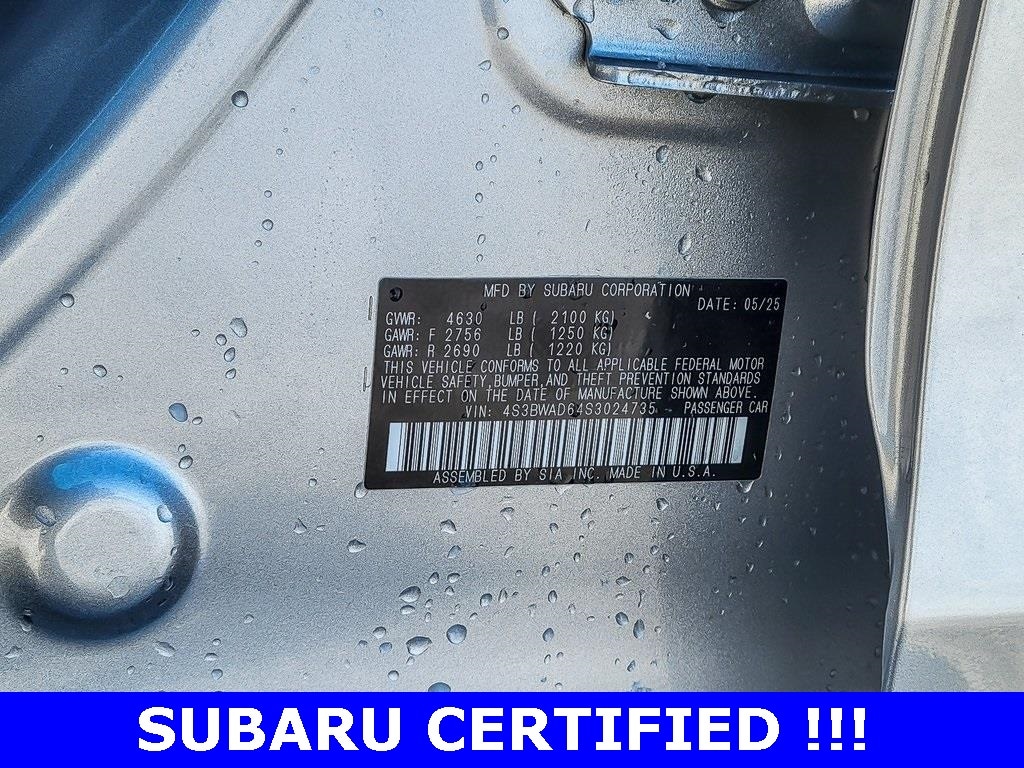 MFD BY SUBARU CORPORATION
DATE: 05/25
GVWR: 4630 LB ( 2100 KG)
GAWR: F 2756 LB ( 1250 KG)
GAWR: R 2690 LB ( 1220 KG)
THIS VEHICLE CONFORMS TO ALL APPLICABLE FEDERAL MOTOR
VEHICLE SAFETY, BUMPER, AND THEFT PREVENTION STANDARDS
IN EFFECT ON THE DATE OF MANUFACTURE SHOWN ABOVE.
VIN: 4S3BWAD64S3024735 PASSENGER CAR
ASSEMBLED BY SIA INC. MADE IN U.S.A.
SUBARU CERTIFIED !!!